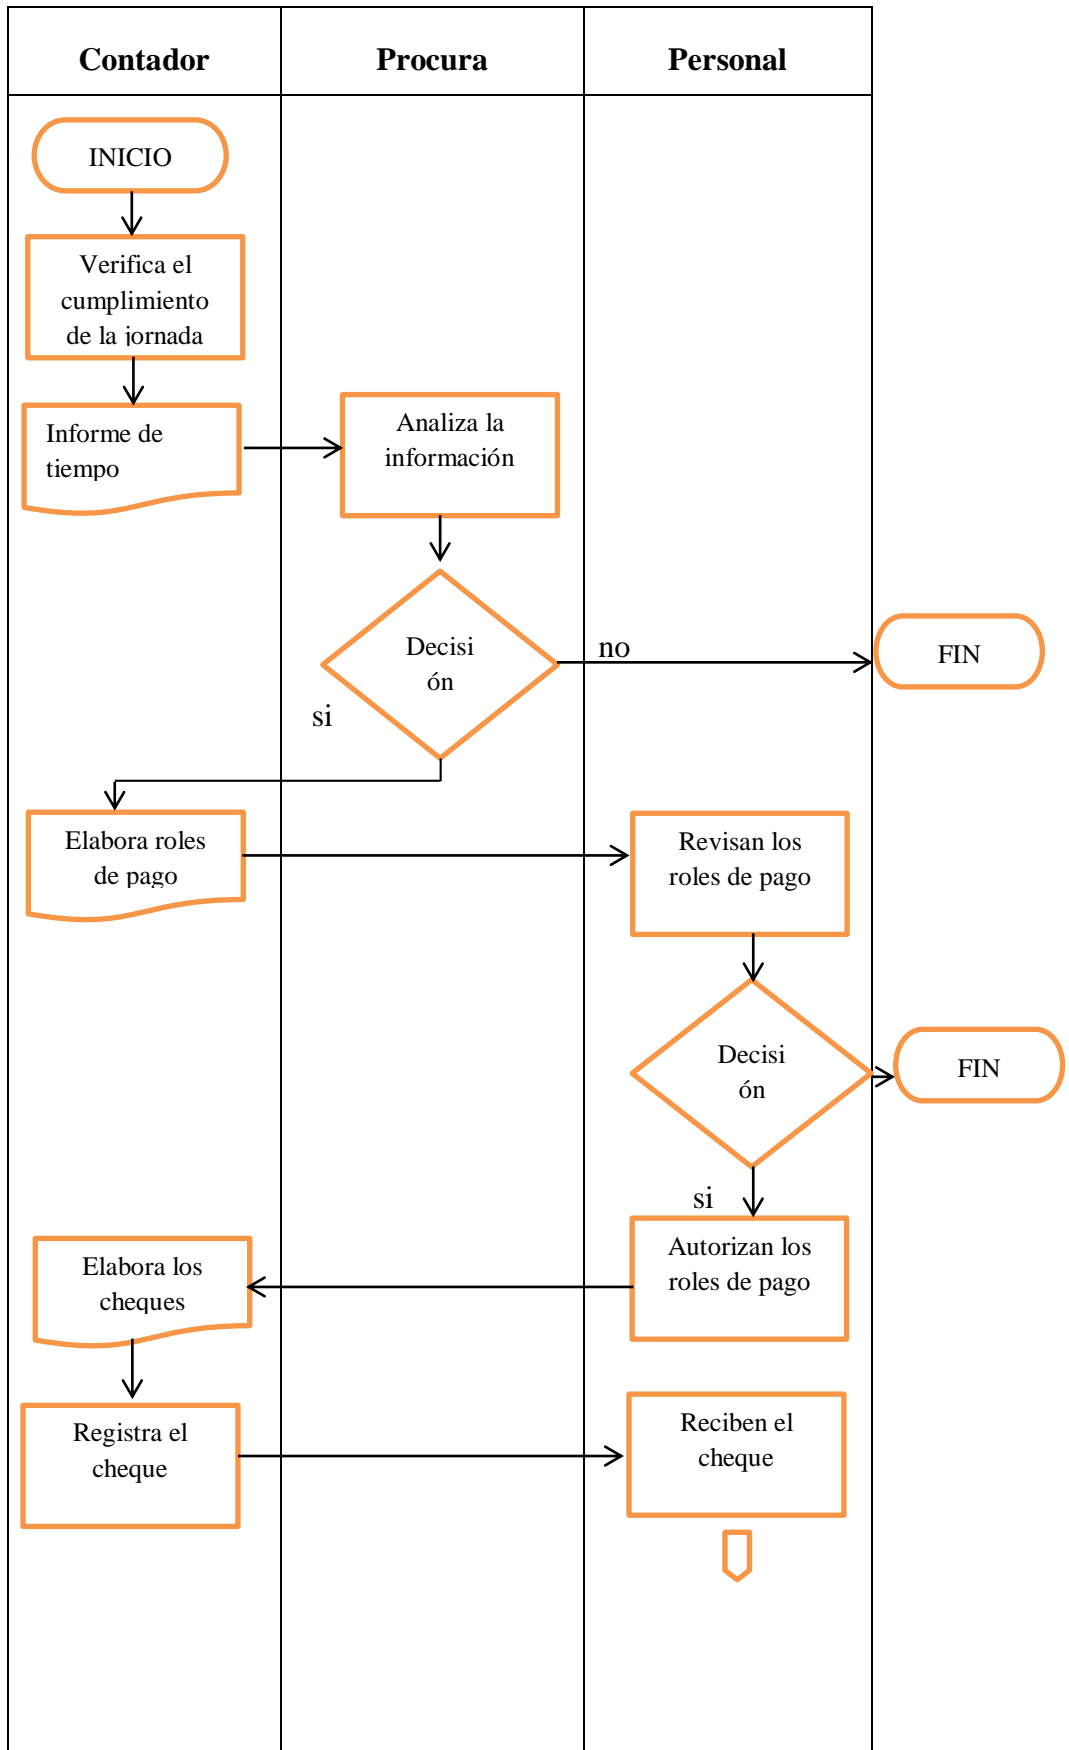 Contador
Procura
Personal
INICIO
Verifica el
cumplimiento
de la jornada
Informe de
tiempo
Analiza la
información
Decisi
ón
no
FIN
si
Elabora roles
de pago
Revisan los
roles de pago
Decisi
ón
FIN
si
Autorizan los
roles de pago
Elabora los
cheques
Registra el
cheque
Reciben el
cheque